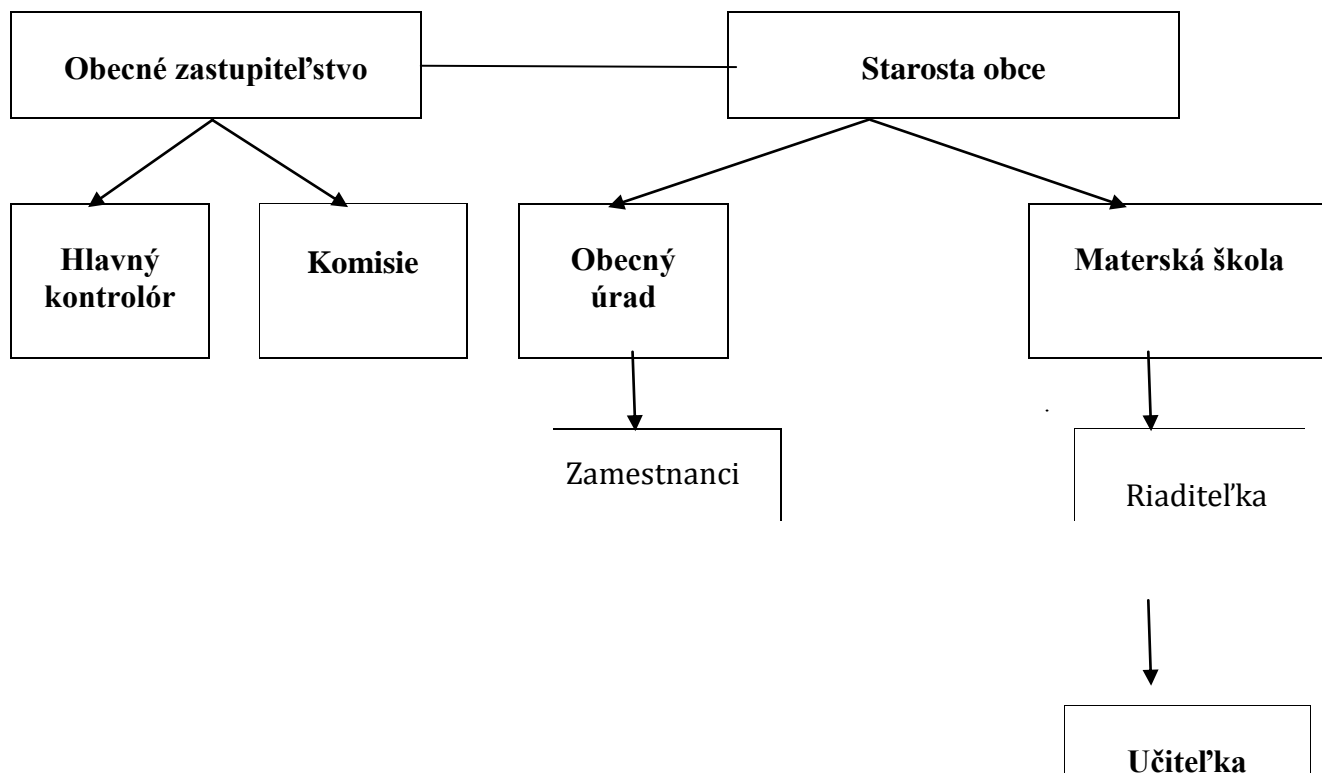 Obecné zastupiteľstvo
Starosta obce
Hlavný
kontrolór
Komisie
Obecný
úrad
Materská škola
Zamestnanci
Riaditeľka
Učiteľka